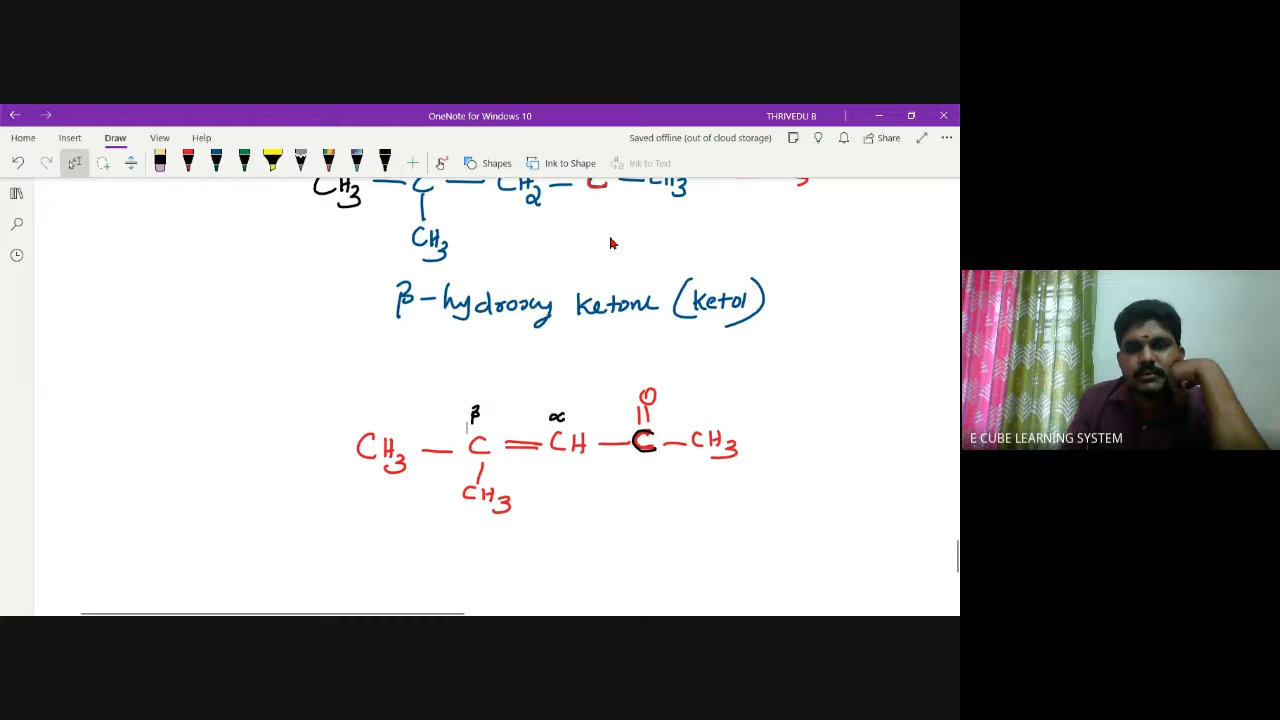 OneNote for Windows 10
THRIVEDU B
Home Insert Draw View Help
Saved offline (out of cloud storage)
Share
Shapes
Ink to Shape
Ink to Text
CH3 — C — CH2 — C — CH3
CH3
β-hydroxy ketone (ketol)
O
β α
CH3 — C = CH — C — CH3
CH3
E CUBE LEARNING SYSTEM